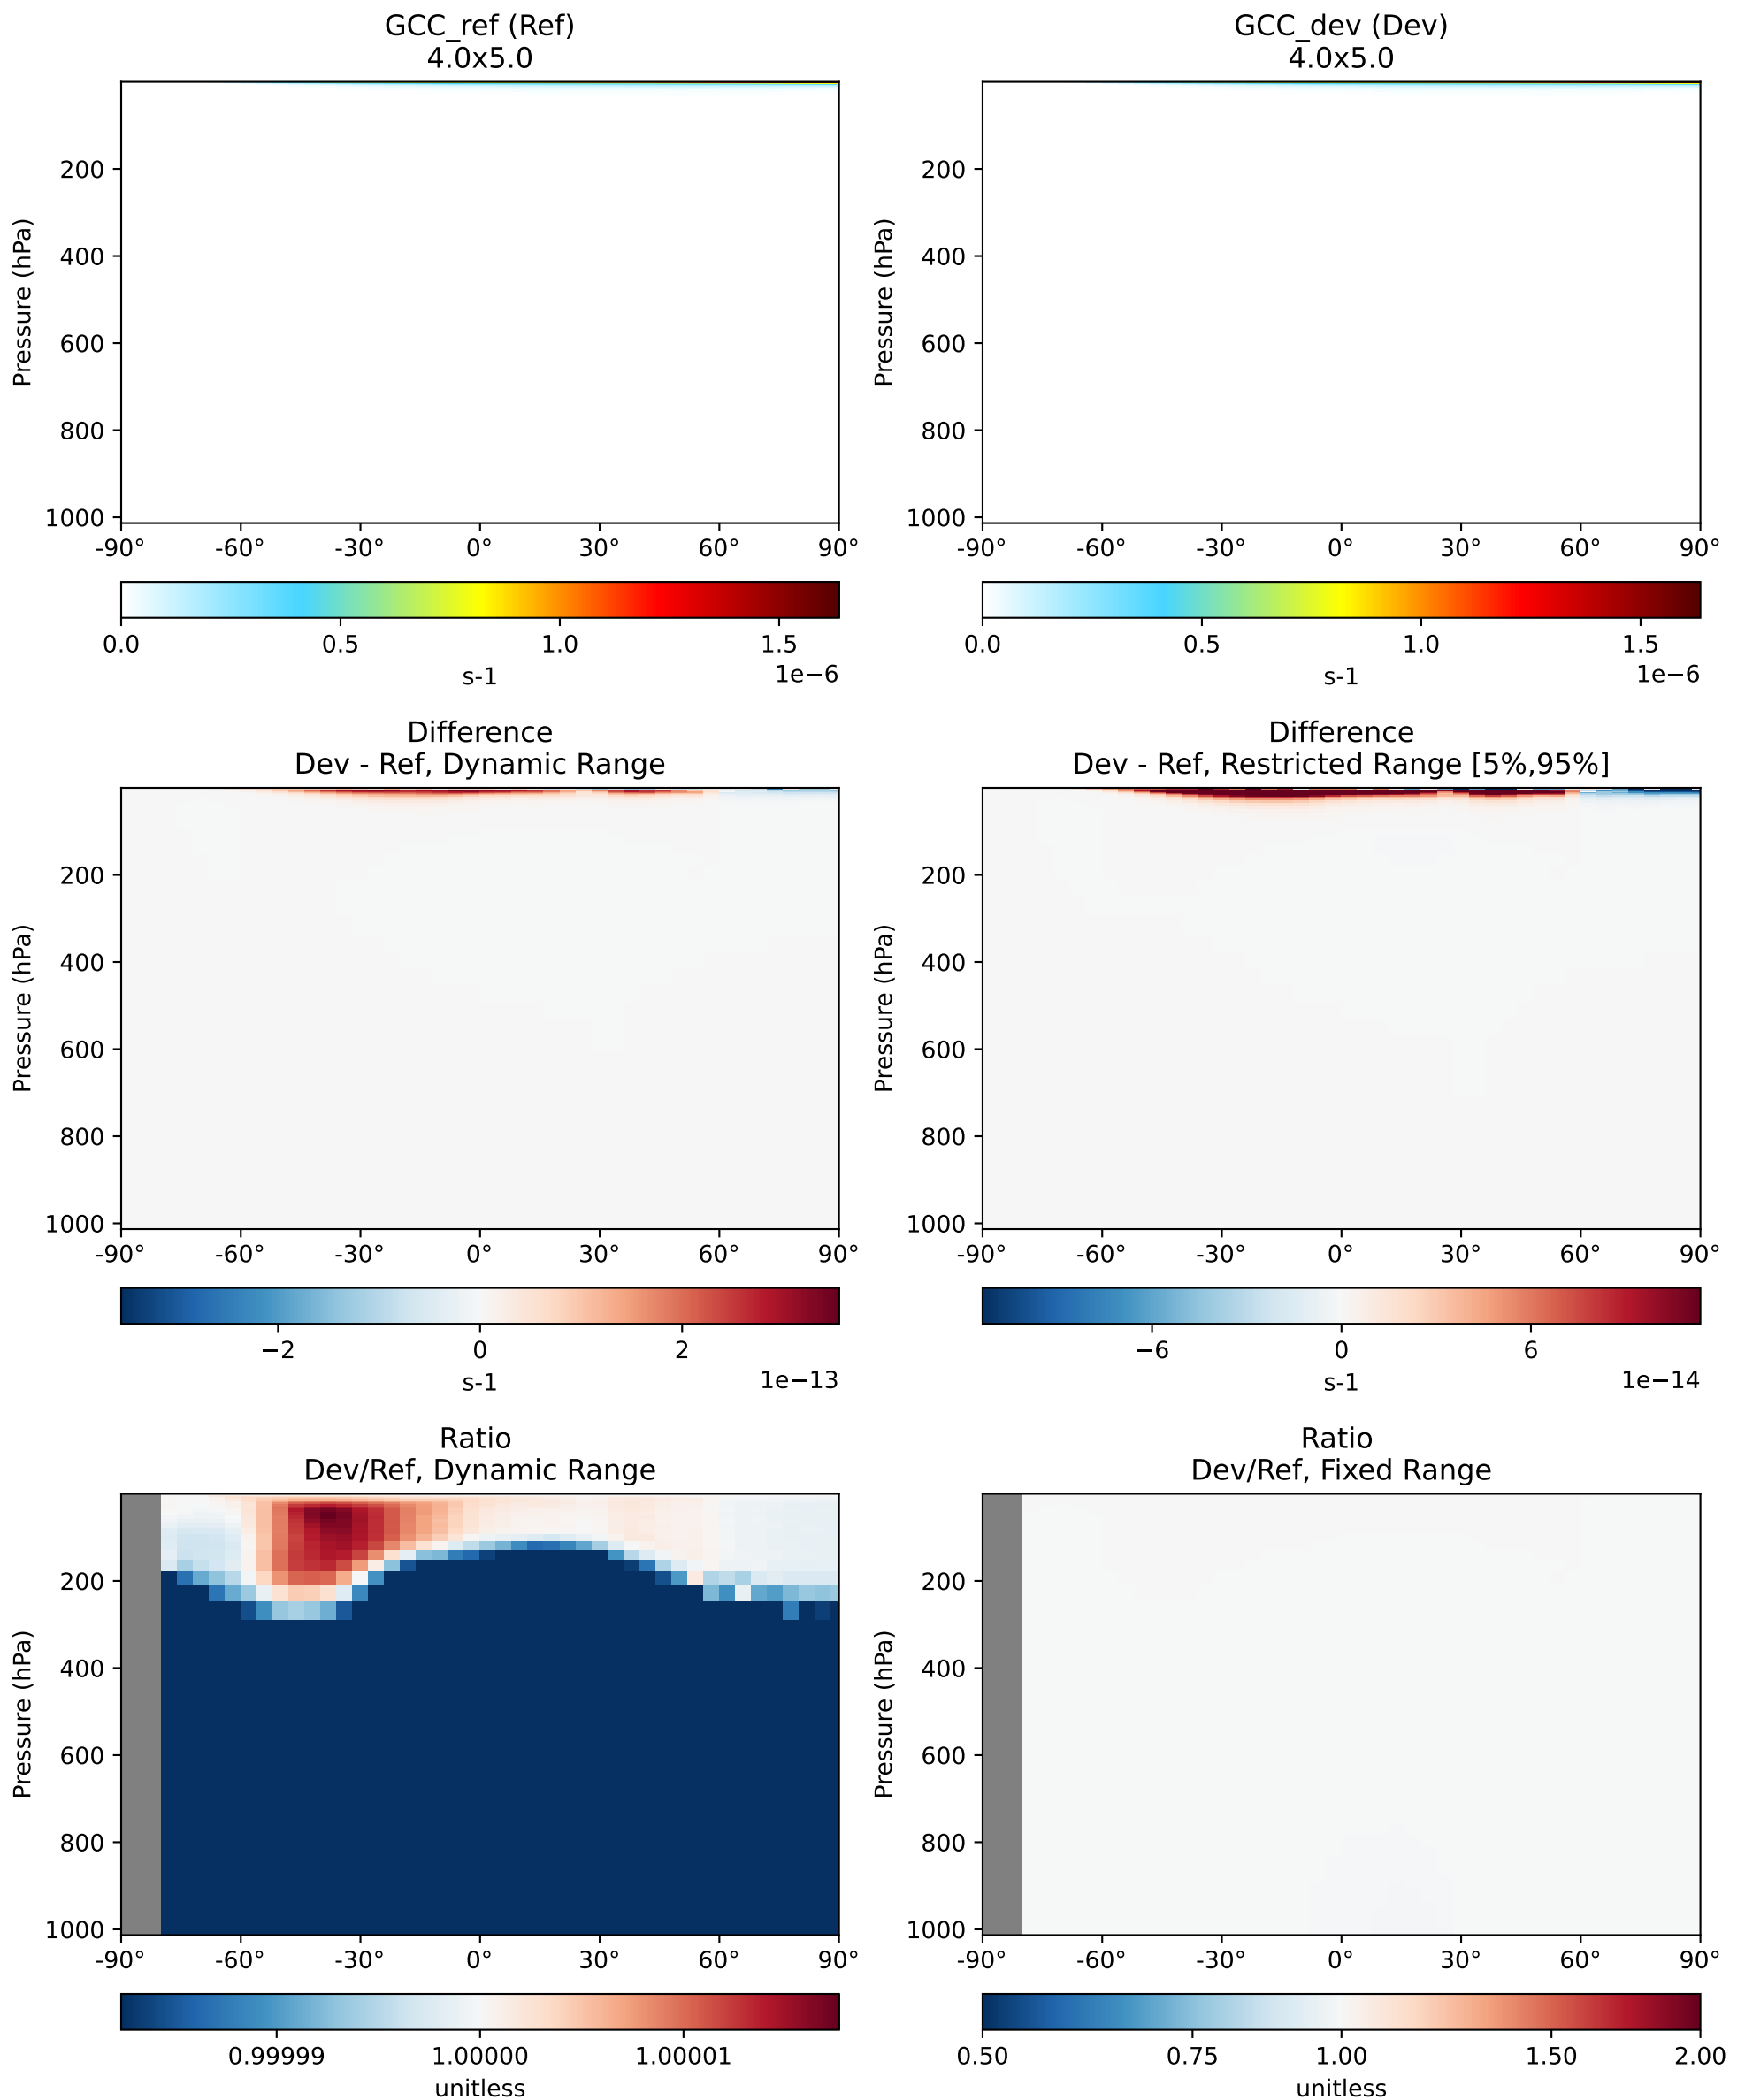 GCC_ref (Ref)
4.0x5.0
Pressure (hPa)
200
400
600
800
1000
-90° -60° -30° 0° 30° 60° 90°
0.0 0.5 1.0 1.5
s-1
1e−6
GCC_dev (Dev)
4.0x5.0
Pressure (hPa)
200
400
600
800
1000
-90° -60° -30° 0° 30° 60° 90°
0.0 0.5 1.0 1.5
s-1
1e−6
Difference
Dev - Ref, Dynamic Range
Pressure (hPa)
200
400
600
800
1000
-90° -60° -30° 0° 30° 60° 90°
−2 0 2
s-1
1e−13
Difference
Dev - Ref, Restricted Range [5%,95%]
Pressure (hPa)
200
400
600
800
1000
-90° -60° -30° 0° 30° 60° 90°
−6 0 6
s-1
1e−14
Ratio
Dev/Ref, Dynamic Range
Pressure (hPa)
200
400
600
800
1000
-90° -60° -30° 0° 30° 60° 90°
0.99999 1.00000 1.00001
unitless
Ratio
Dev/Ref, Fixed Range
Pressure (hPa)
200
400
600
800
1000
-90° -60° -30° 0° 30° 60° 90°
0.50 0.75 1.00 1.50 2.00
unitless